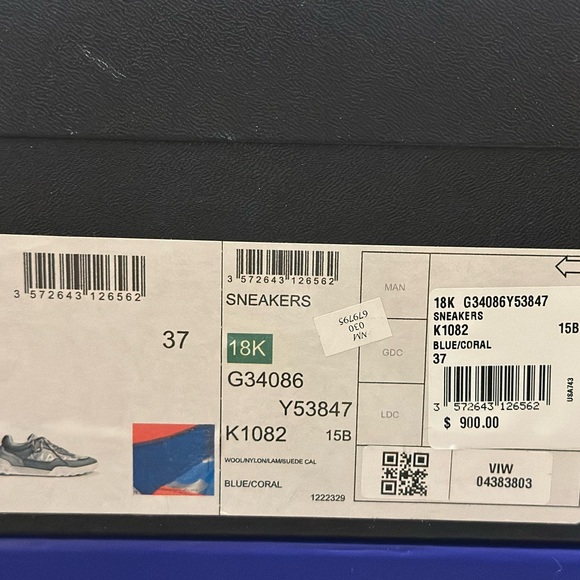 3 572643 126562
37
3 572643 126562
SNEAKERS
18K
G34086
Y53847
K1082 15B
WOOL/NYLON/LAM/SUEDE CAL
BLUE/CORAL
1222329
NM
030
679795
MAN
GDC
LDC
18K G34086Y53847
SNEAKERS
K1082 15B
BLUE/CORAL
37
3 572643 126562
$ 900.00
USA743
VIW
04383803